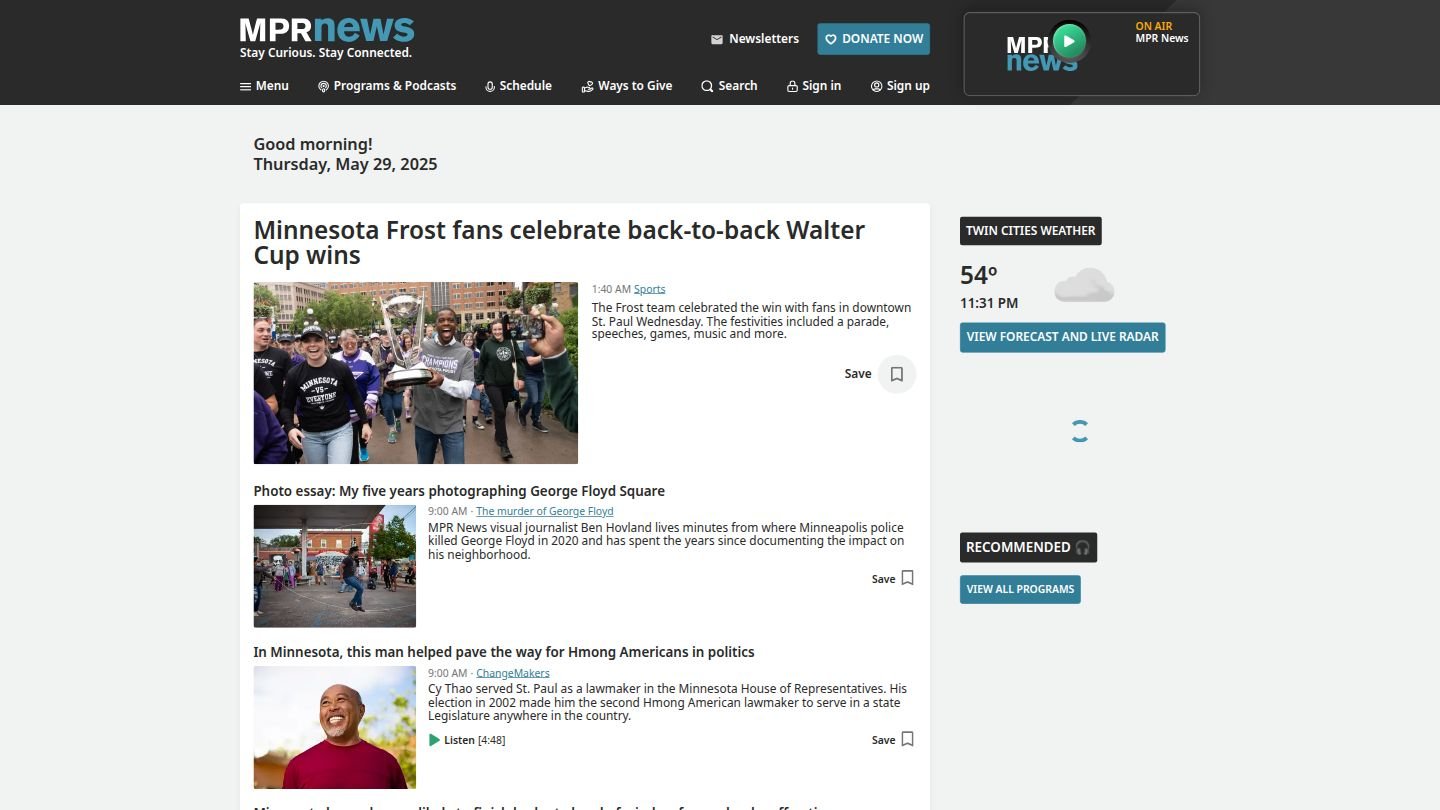 MPRnews
Stay Curious. Stay Connected.
Newsletters
DONATE NOW
Menu
Programs & Podcasts
Schedule
Ways to Give
Search
Sign in
Sign up
news
ON AIR
MPR News
Good morning!
Thursday, May 29, 2025
Minnesota Frost fans celebrate back-to-back Walter
Cup wins
MINNESOTA
-VS-
EVERYONE
CHAMPIONS
1:40 AM Sports
The Frost team celebrated the win with fans in downtown
St. Paul Wednesday. The festivities included a parade,
speeches, games, music and more.
Save
Photo essay: My five years photographing George Floyd Square
9:00 AM · The murder of George Floyd
MPR News visual journalist Ben Hovland lives minutes from where Minneapolis police
killed George Floyd in 2020 and has spent the years since documenting the impact on
his neighborhood.
Save
In Minnesota, this man helped pave the way for Hmong Americans in politics
9:00 AM · ChangeMakers
Cy Thao served St. Paul as a lawmaker in the Minnesota House of Representatives. His
election in 2002 made him the second Hmong American lawmaker to serve in a state
Legislature anywhere in the country.
Listen [4:48]
Save
TWIN CITIES WEATHER
54º
11:31 PM
VIEW FORECAST AND LIVE RADAR
RECOMMENDED 🎧
VIEW ALL PROGRAMS